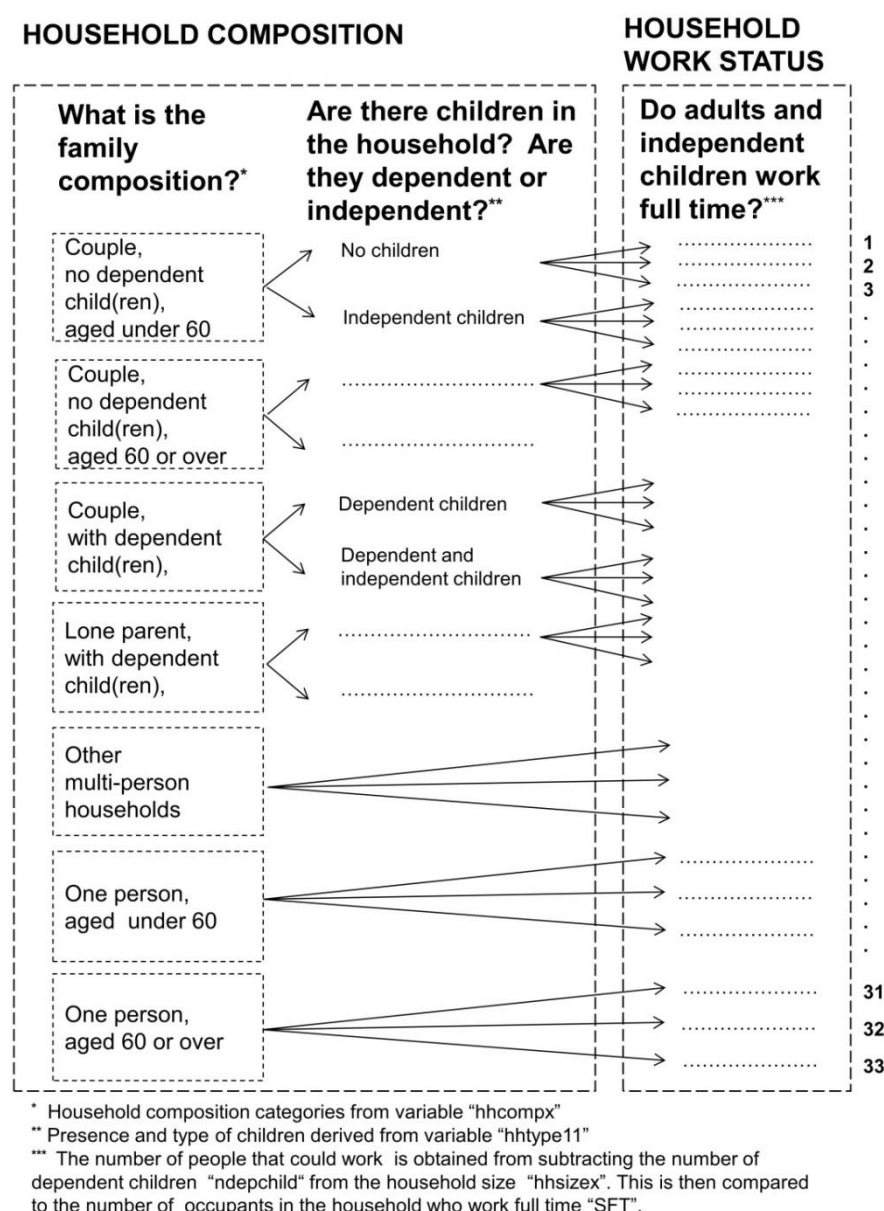 HOUSEHOLD COMPOSITION
HOUSEHOLD
WORK STATUS
What is the
family
composition?*
Are there children in
the household? Are
they dependent or
independent?**
Do adults and
independent
children work
full time?***
Couple,
no dependent
child(ren),
aged under 60
No children
Independent children
.......................
1
.......................
2
.......................
3
.......................
.
.......................
.
.......................
.
Couple,
no dependent
child(ren),
aged 60 or over
.................................
.................................
.......................
.
.......................
.
.......................
.
Couple,
with dependent
child(ren),
Dependent children
Dependent and
independent children
Lone parent,
with dependent
child(ren),
.................................
.................................
Other
multi-person
households
One person,
aged under 60
.......................
.......................
.......................
One person,
aged 60 or over
.......................
31
.......................
32
.......................
33
* Household composition categories from variable “hhcompx”
** Presence and type of children derived from variable “hhtype11”
*** The number of people that could work is obtained from subtracting the number of
dependent children “ndepchild“ from the household size “hhsizex”. This is then compared
to the number of occupants in the household who work full time “SFT”.